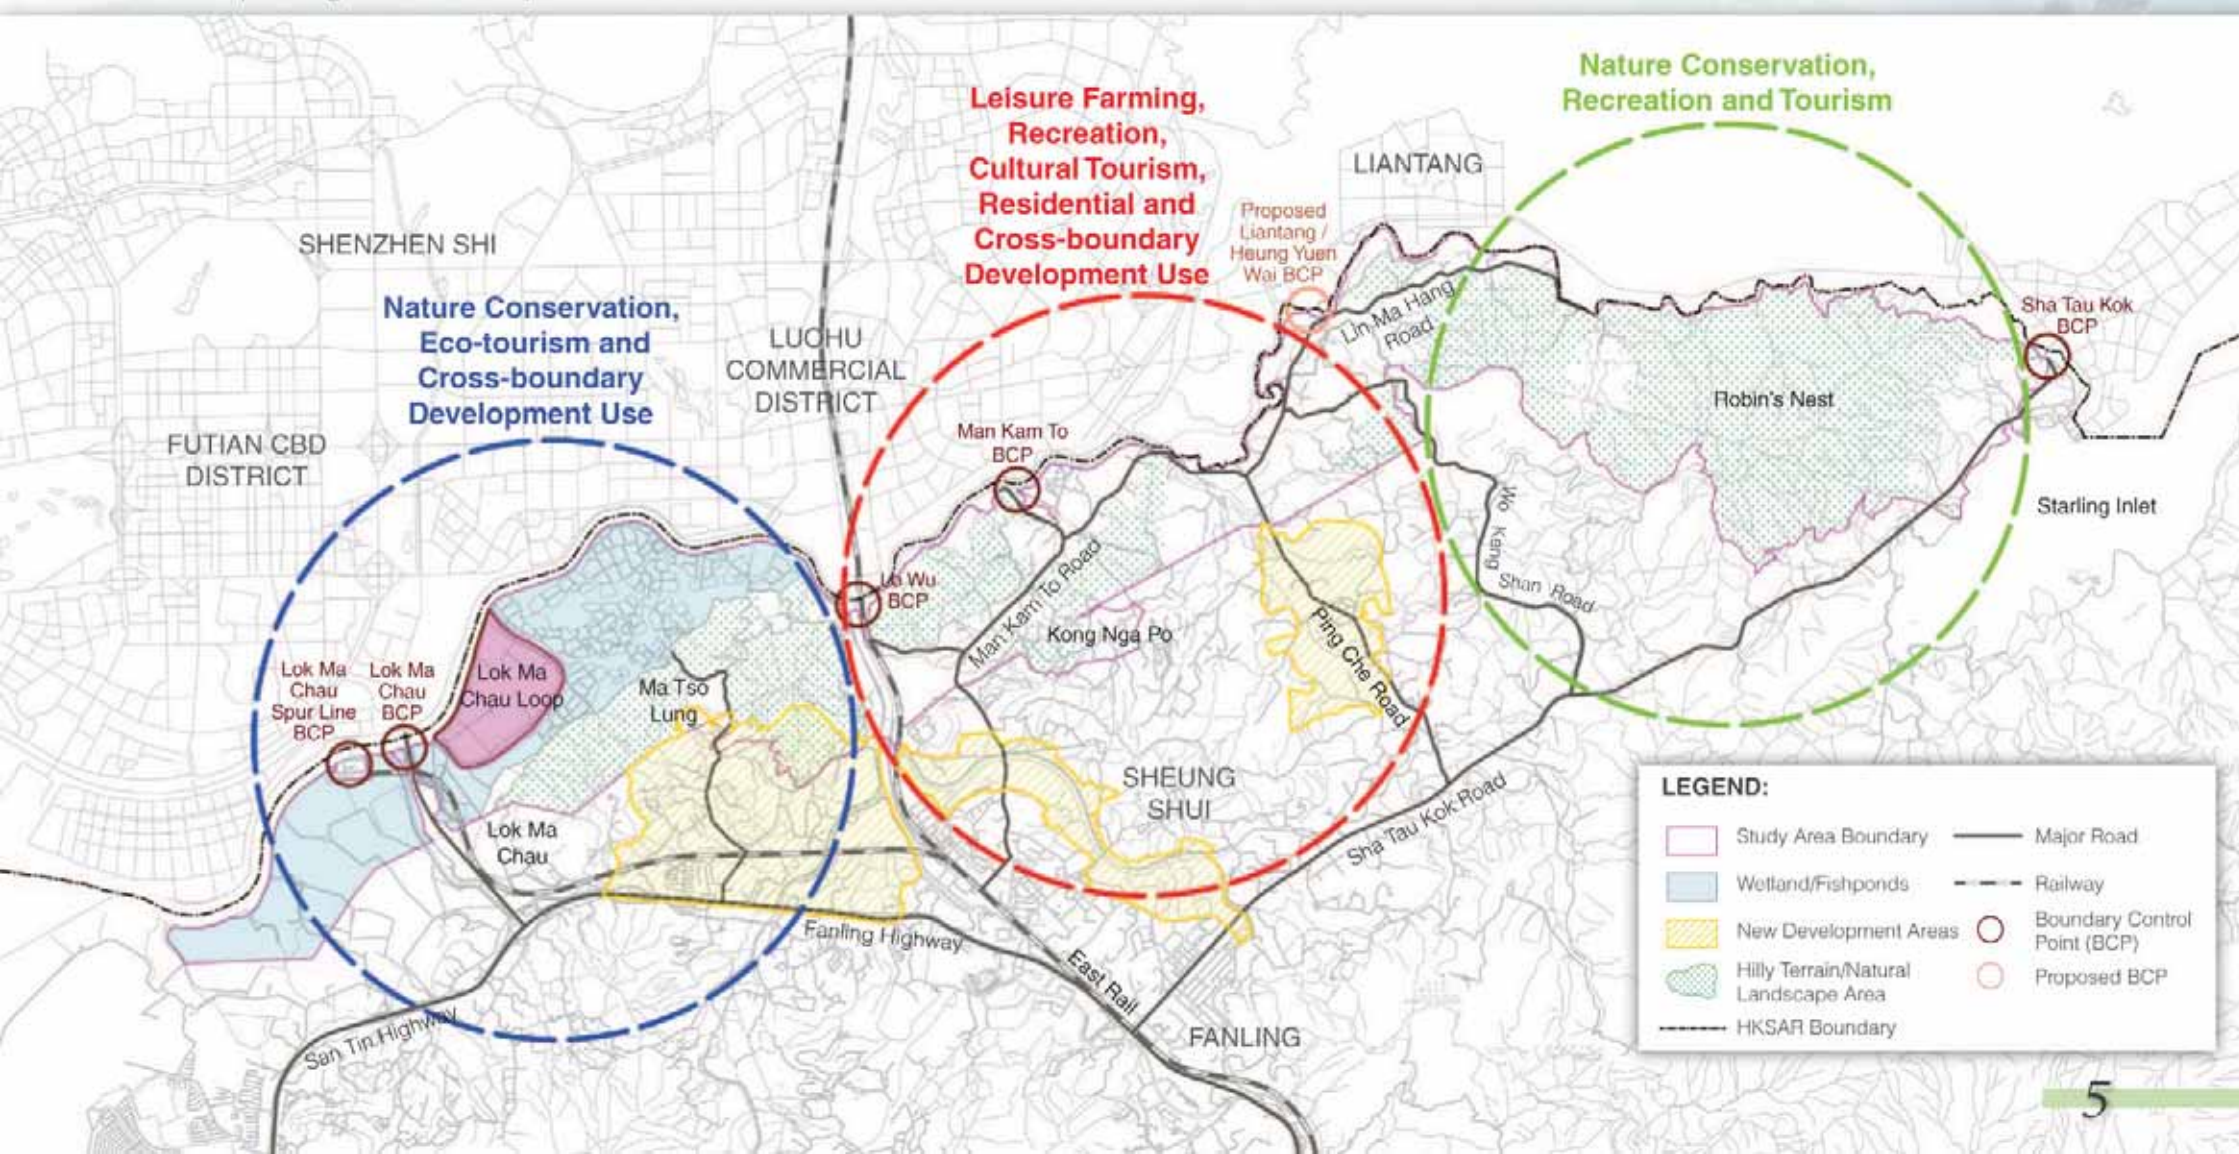 Nature Conservation,
Recreation and Tourism
Leisure Farming,
Recreation,
Cultural Tourism,
Residential and
Cross-boundary
Development Use
LIANTANG
Proposed
Liantang /
Heung Yuen
Wai BCP
SHENZHEN SHI
Nature Conservation,
Eco-tourism and
Cross-boundary
Development Use
LUOHU
COMMERCIAL
DISTRICT
Lin Ma Hang
Road
Sha Tau Kok
BCP
Robin's Nest
FUTIAN CBD
DISTRICT
Man Kam To
BCP
Starling Inlet
Wo Keng
Shan Road
Lo Wu
BCP
Man Kam To Road
Kong Nga Po
Ping Che Road
Lok Ma
Chau
Spur Line
BCP
Lok Ma
Chau
BCP
Lok Ma
Chau Loop
Ma Tso
Lung
SHEUNG
SHUI
Sha Tau Kok Road
Lok Ma
Chau
Fanling Highway
East Rail
San Tin Highway
FANLING
LEGEND:
Study Area Boundary
Major Road
Wetland/Fishponds
Railway
New Development Areas
Boundary Control
Point (BCP)
Hilly Terrain/Natural
Landscape Area
Proposed BCP
HKSAR Boundary
5